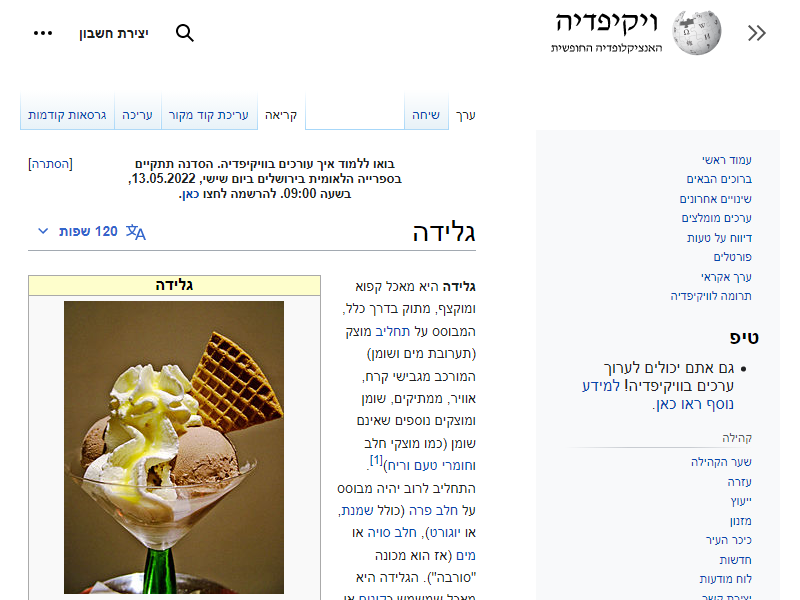 ויקיפדיה
האנציקלופדיה החופשית
יצירת חשבון
עמוד ראשי
ברוכים הבאים
שינויים אחרונים
ערכים מומלצים
דיווח על טעות
פורטלים
ערך אקראי
תרומה לוויקיפדיה
טיפ
גם אתם יכולים לערוך
ערכים בוויקיפדיה! למידע
נוסף ראו כאן.
קהילה
שער הקהילה
עזרה
ייעוץ
מזנון
כיכר העיר
חדשות
לוח מודעות
יצירת קשר
ערך
שיחה
קריאה
עריכת קוד מקור
עריכה
גרסאות קודמות
בואו ללמוד איך עורכים בוויקיפדיה. הסדנה תתקיים
בספרייה הלאומית בירושלים ביום שישי, 13.05.2022,
בשעה 09:00. להרשמה לחצו כאן.
[הסתרה]
גלידה
120 שפות
גלידה היא מאכל קפוא
ומוקצף, מתוק בדרך כלל,
המבוסס על תחליב מוצק
(תערובת מים ושומן)
המורכב מגבישי קרח,
אוויר, ממתיקים, שומן
ומוצקים נוספים שאינם
שומן (כמו מוצקי חלב
וחומרי טעם וריח)[1].
התחליב לרוב יהיה מבוסס
על חלב פרה (כולל שמנת,
או יוגורט), חלב סויה או
מים (אז הוא מכונה
"סורבה"). הגלידה היא
מאכל שמשמש כקינוח או
גלידה